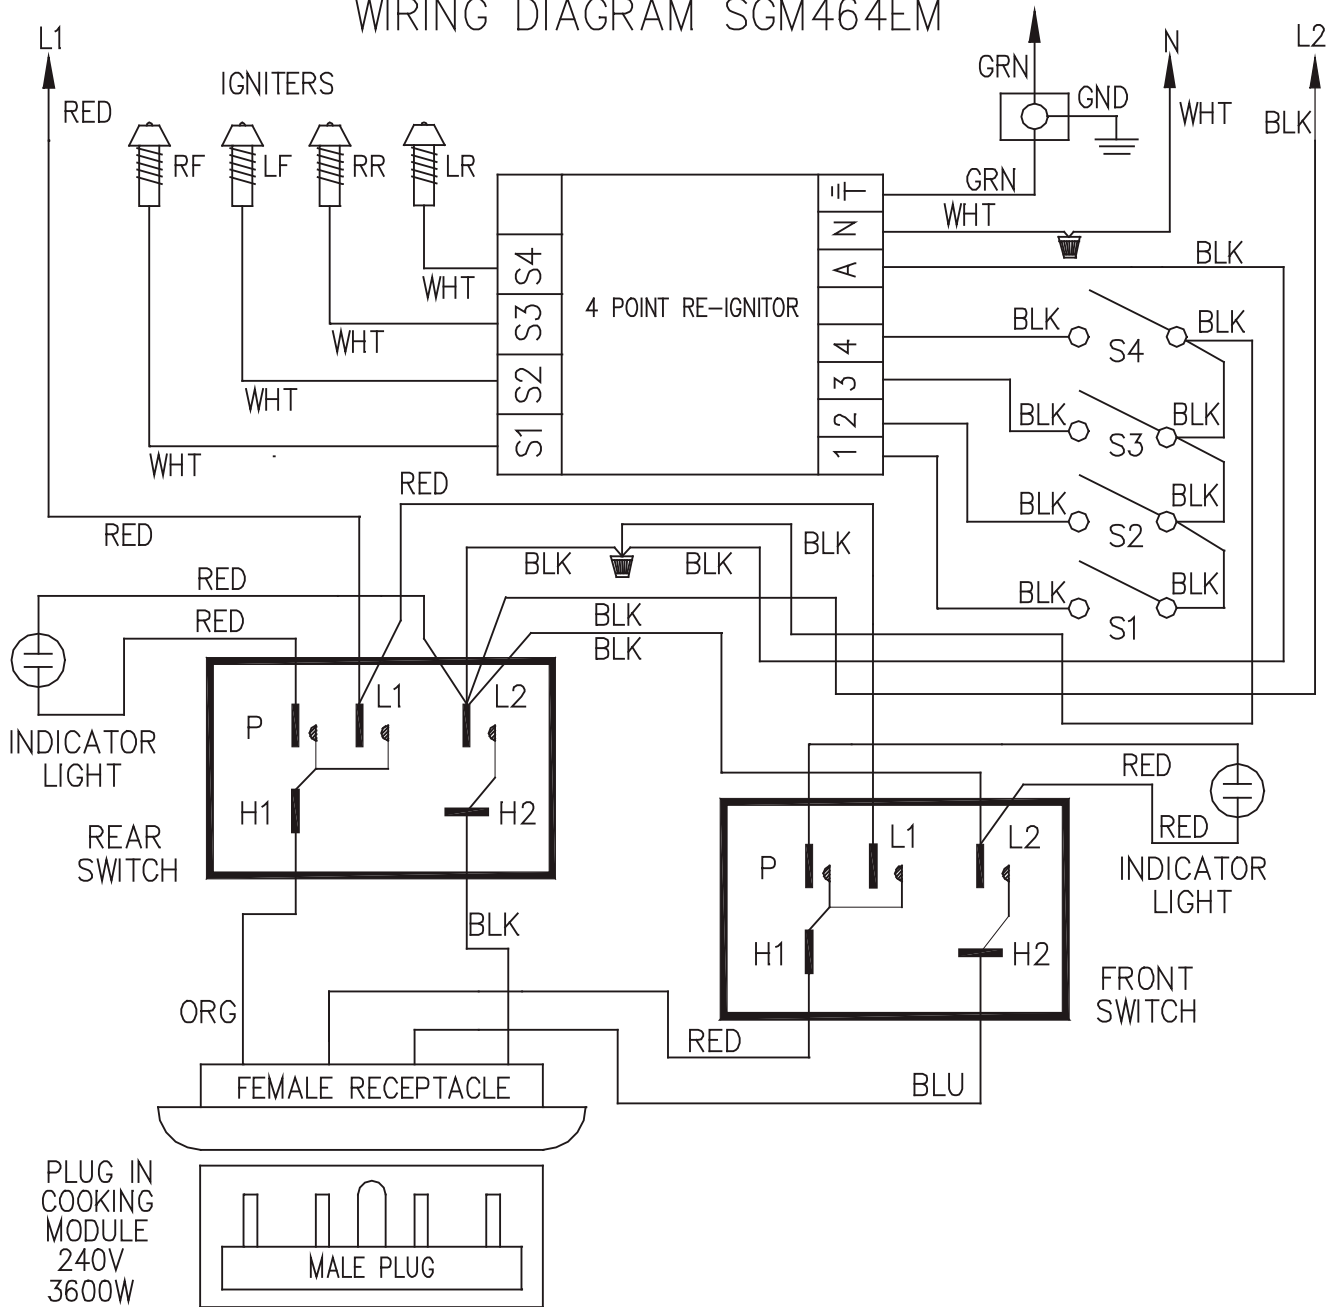 WIRING DIAGRAM SGM464EM
L1
N
L2
IGNITERS
GRN
GND
RED
WHT
BLK
RF
LF
RR
LR
GRN
WHT
N
BLK
S4
A
WHT
4 POINT RE-IGNITOR
BLK
BLK
S3
4
S4
WHT
S2
3
BLK
BLK
WHT
2
S3
S1
1
WHT
RED
BLK
BLK
S2
RED
BLK
BLK
BLK
RED
BLK
BLK
RED
BLK
S1
BLK
L1
L2
P
INDICATOR
LIGHT
RED
H1
H2
REAR
SWITCH
RED
L1
L2
P
INDICATOR
LIGHT
BLK
H1
H2
FRONT
SWITCH
ORG
RED
FEMALE RECEPTACLE
BLU
PLUG IN
COOKING
MODULE
240V
3600W
MALE PLUG